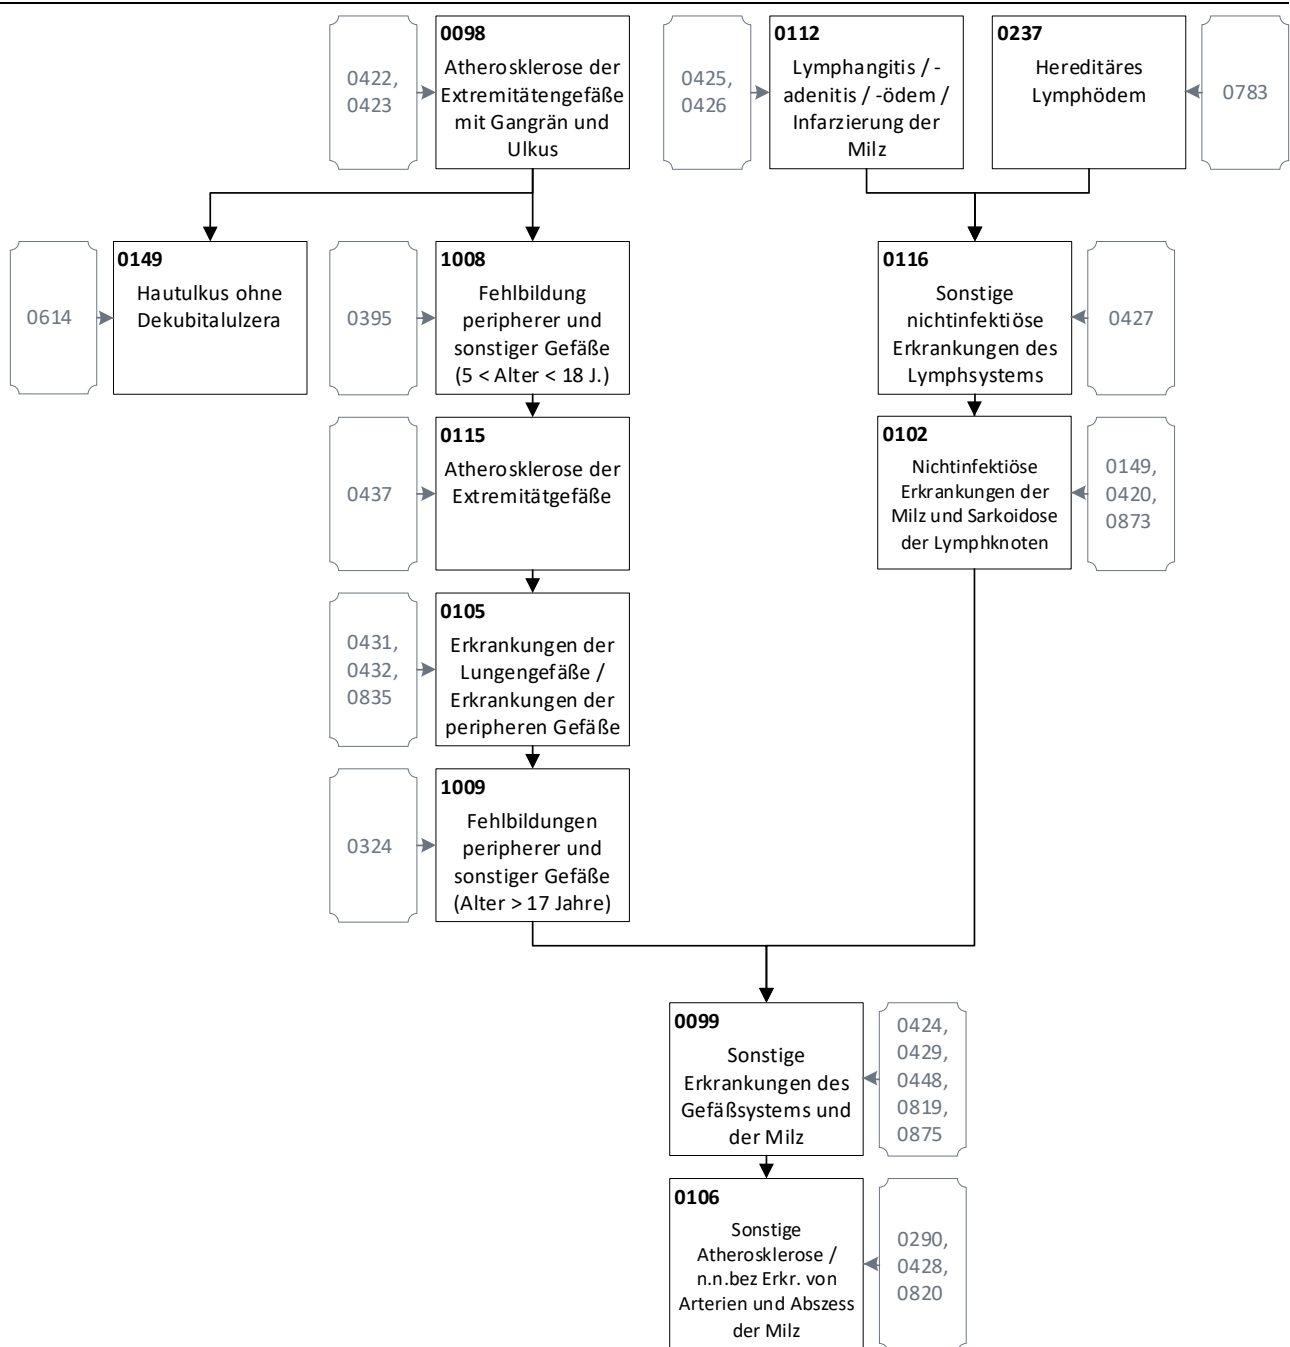 0422,
0423
0098
Atherosklerose der
Extremitätengefäße
mit Gangrän und
Ulkus
0425,
0426
0112
Lymphangitis / -
adenitis / -ödem /
Infarzierung der
Milz
0237
Hereditäres
Lymphödem
0783
0614
0149
Hautulkus ohne
Dekubitalulzera
0395
1008
Fehlbildung
peripherer und
sonstiger Gefäße
(5 < Alter < 18 J.)
0116
Sonstige
nichtinfektiöse
Erkrankungen des
Lymphsystems
0427
0437
0115
Atherosklerose der
Extremitätgefäße
0102
Nichtinfektiöse
Erkrankungen der
Milz und Sarkoidose
der Lymphknoten
0149,
0420,
0873
0431,
0432,
0835
0105
Erkrankungen der
Lungengefäße /
Erkrankungen der
peripheren Gefäße
0324
1009
Fehlbildungen
peripherer und
sonstiger Gefäße
(Alter > 17 Jahre)
0099
Sonstige
Erkrankungen des
Gefäßsystems und
der Milz
0424,
0429,
0448,
0819,
0875
0106
Sonstige
Atherosklerose /
n.n.bez Erkr. von
Arterien und Abszess
der Milz
0290,
0428,
0820